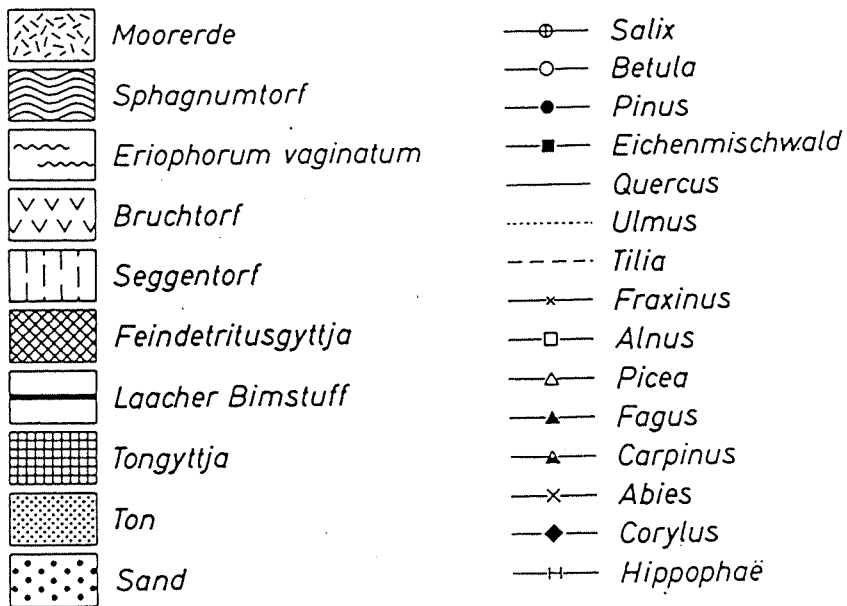 Moorerde
Sphagnumtorf
Eriophorum vaginatum
Bruchtorf
Seggentorf
Feindetritusgyttja
Laacher Bimstuff
Tongyttja
Ton
Sand
Salix
Betula
Pinus
Eichenmischwald
Quercus
Ulmus
Tilia
Fraxinus
Alnus
Picea
Fagus
Carpinus
Abies
Corylus
Hippophaë